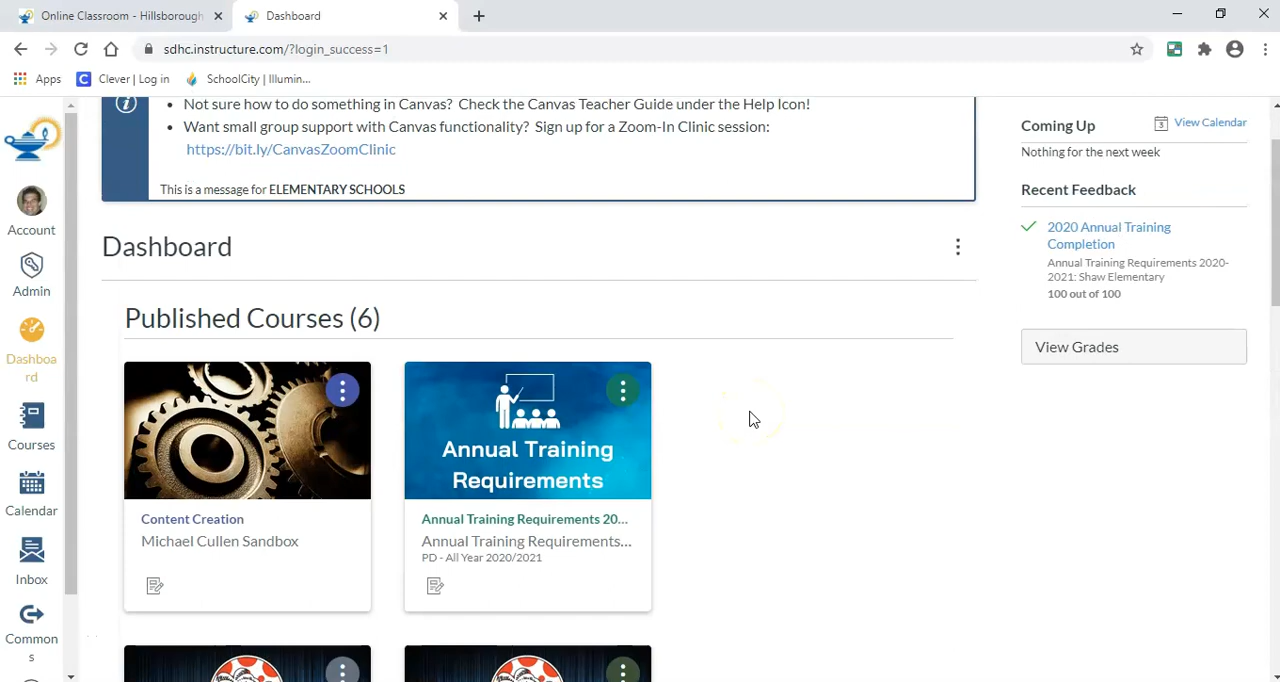 Online Classroom - Hillsborough
Dashboard
sdhc.instructure.com/?login_success=1
Apps
Clever | Log in
SchoolCity | Illumin...
Account
Admin
Dashboa
rd
Courses
Calendar
Inbox
Common
s
Not sure how to do something in Canvas? Check the Canvas Teacher Guide under the Help Icon!
Want small group support with Canvas functionality? Sign up for a Zoom-In Clinic session:
https://bit.ly/CanvasZoomClinic
This is a message for ELEMENTARY SCHOOLS
Dashboard
Published Courses (6)
Content Creation
Michael Cullen Sandbox
Annual Training
Requirements
Annual Training Requirements 20...
Annual Training Requirements...
PD - All Year 2020/2021
Coming Up
3
View Calendar
Nothing for the next week
Recent Feedback
2020 Annual Training
Completion
Annual Training Requirements 2020-
2021: Shaw Elementary
100 out of 100
View Grades